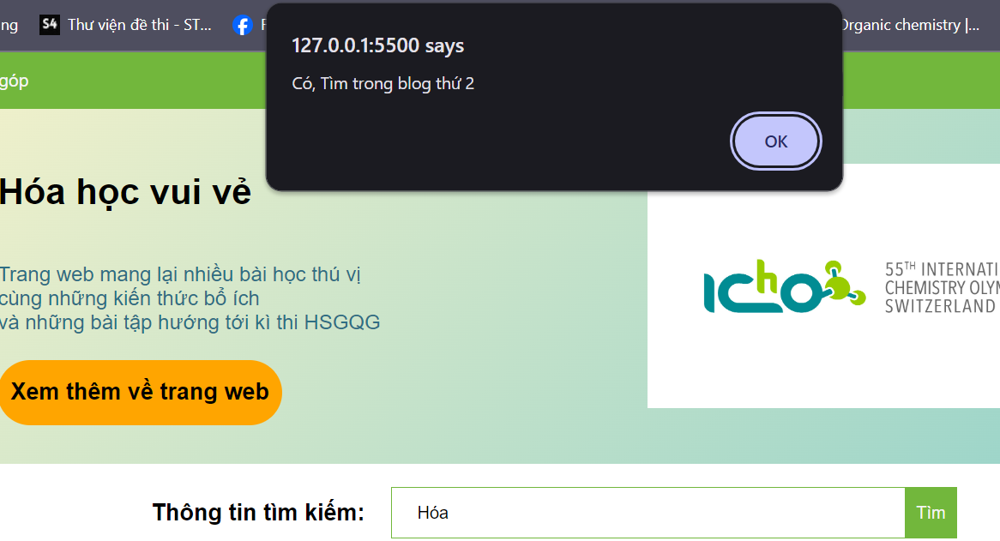 ng
S4 Thư viện đề thi - ST...
F
Organic chemistry |...
127.0.0.1:5500 says
Có, Tìm trong blog thứ 2
OK
góp
Hóa học vui vẻ
Trang web mang lại nhiều bài học thú vị
cùng những kiến thức bổ ích
và những bài tập hướng tới kì thi HSGQG
Xem thêm về trang web
IChO
55TH INTERNATI
CHEMISTRY OLYM
SWITZERLAND
Thông tin tìm kiếm:
Hóa
Tìm